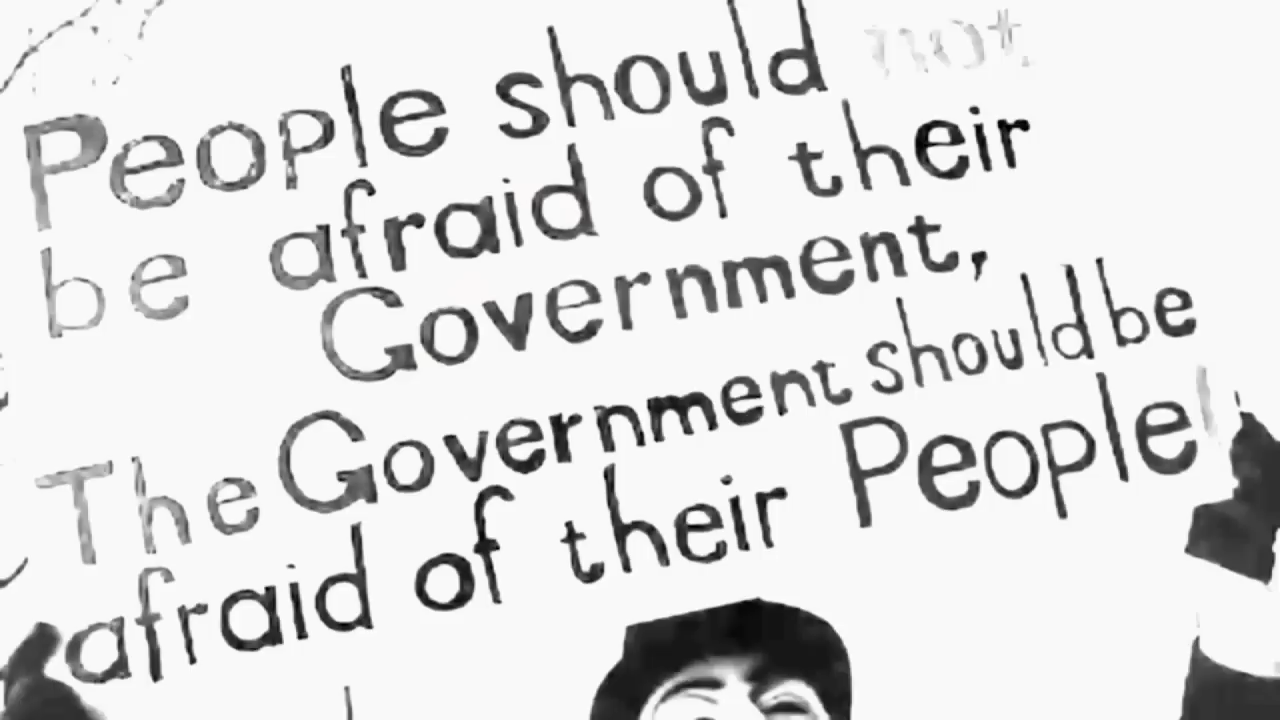 People should not
be afraid of their
Government,
The Government should be
afraid of their People!